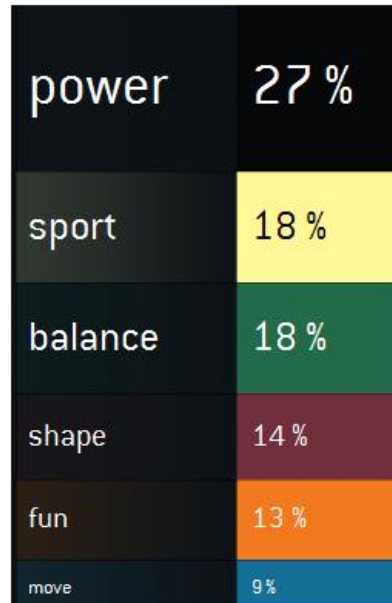 power 27 %
sport 18 %
balance 18 %
shape 14 %
fun 13 %
move 9 %